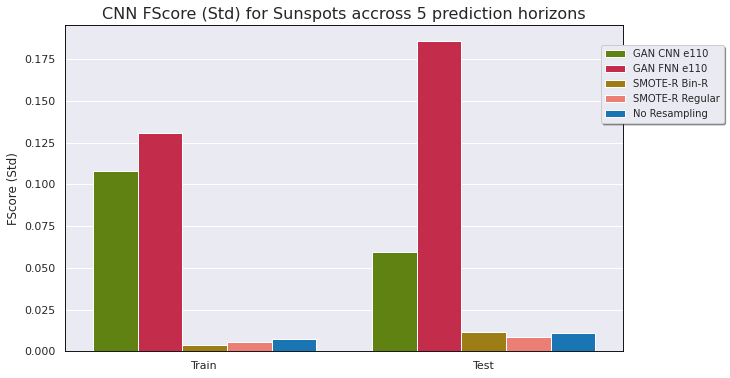 CNN FScore (Std) for Sunspots accross 5 prediction horizons
FScore (Std)
0.175
0.150
0.125
0.100
0.075
0.050
0.025
0.000
Train
Test
GAN CNN e110
GAN FNN e110
SMOTE-R Bin-R
SMOTE-R Regular
No Resampling